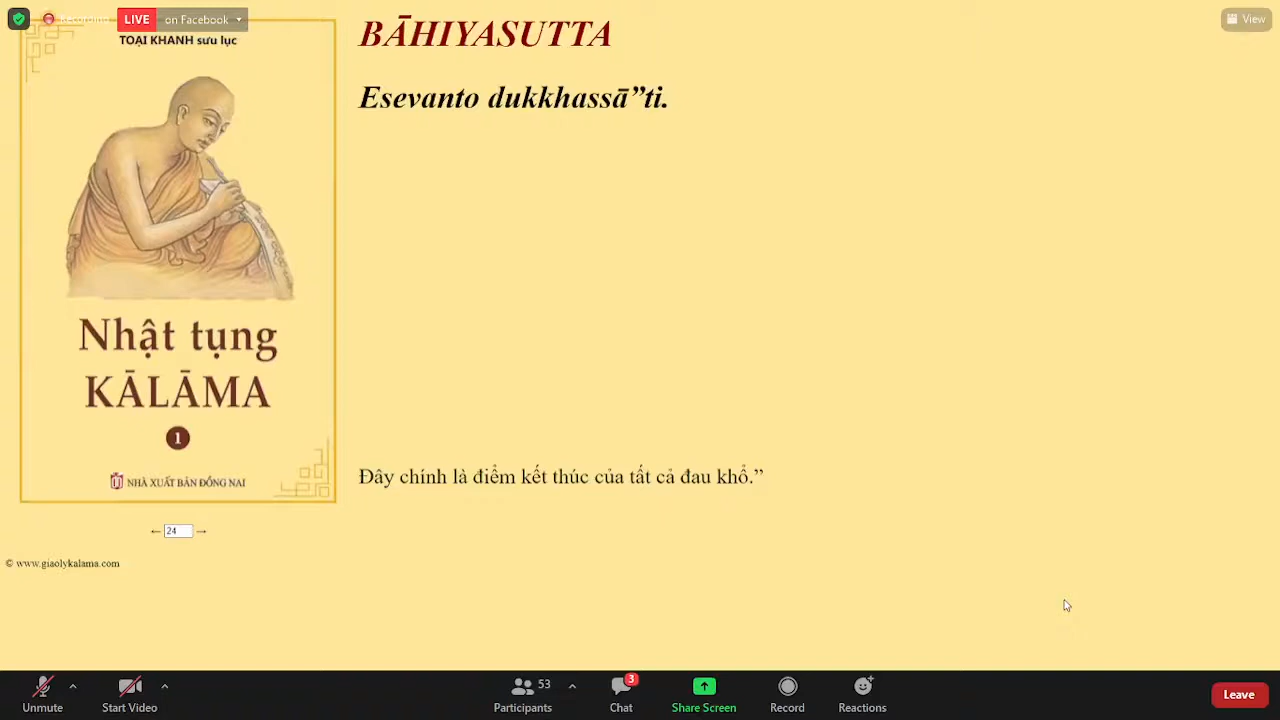 Recording
LIVE
on Facebook
View
TOẠI KHANH sưu lục
BĀHIYASUTTA
Esevanto dukkhassā”ti.
Nhật tụng
KĀLĀMA
1
NHÀ XUẤT BẢN ĐỒNG NAI
Đây chính là điểm kết thúc của tất cả đau khổ.”
← 24 →
© www.giaolykalama.com
Unmute
Start Video
53
Participants
3
Chat
Share Screen
Record
Reactions
Leave